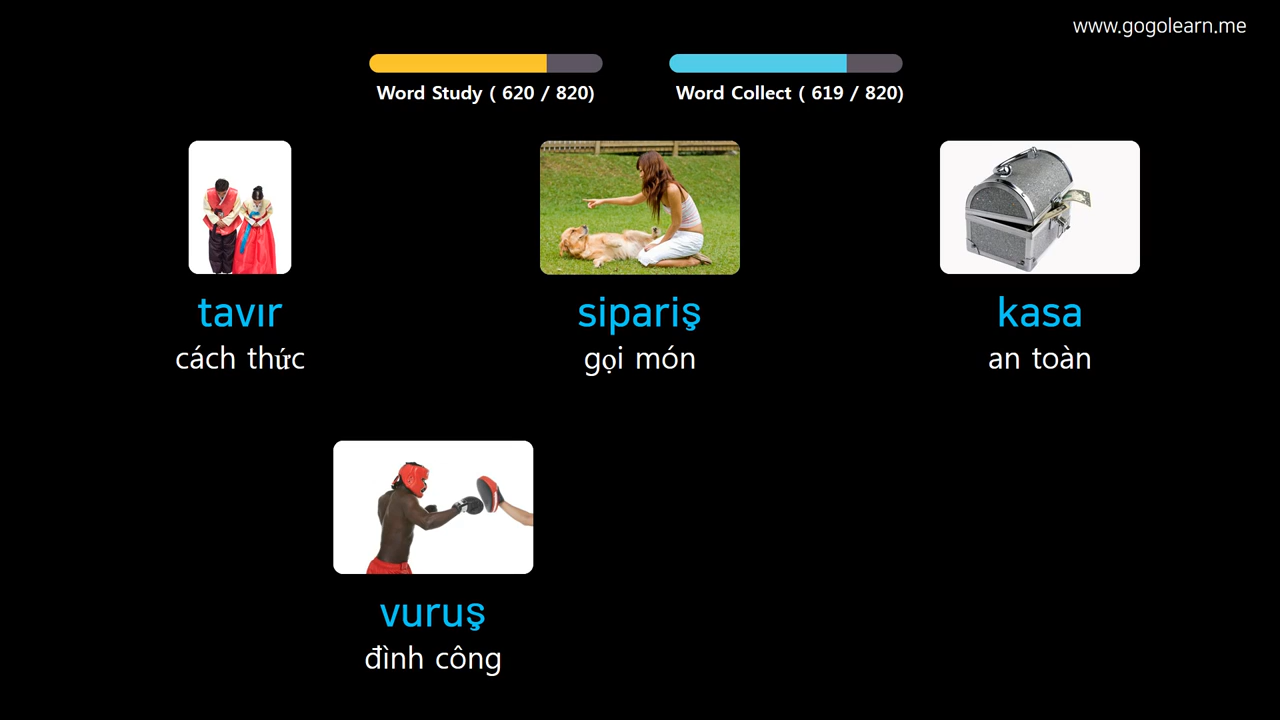 www.gogolearn.me
Word Study ( 620 / 820)
Word Collect ( 619 / 820)
tavır
cách thức
sipariş
gọi món
kasa
an toàn
vuruş
đình công